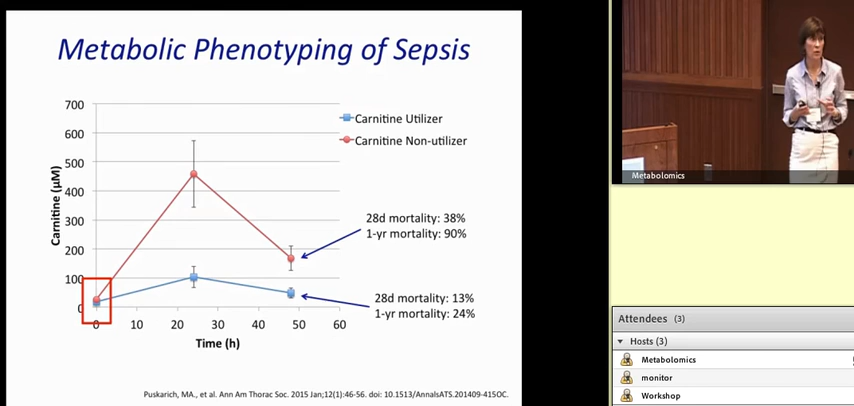 Metabolic Phenotyping of Sepsis
700
600
500
400
300
200
100
0
Carnitine (μM)
0 10 20 30 40 50 60
Time (h)
Carnitine Utilizer
Carnitine Non-utilizer
28d mortality: 38%
1-yr mortality: 90%
28d mortality: 13%
1-yr mortality: 24%
Puskarich, MA., et al. Ann Am Thorac Soc. 2015 Jan;12(1):46-56. doi: 10.1513/AnnalsATS.201409-415OC.
Metabolomics
Attendees (3)
Hosts (3)
Metabolomics
monitor
Workshop